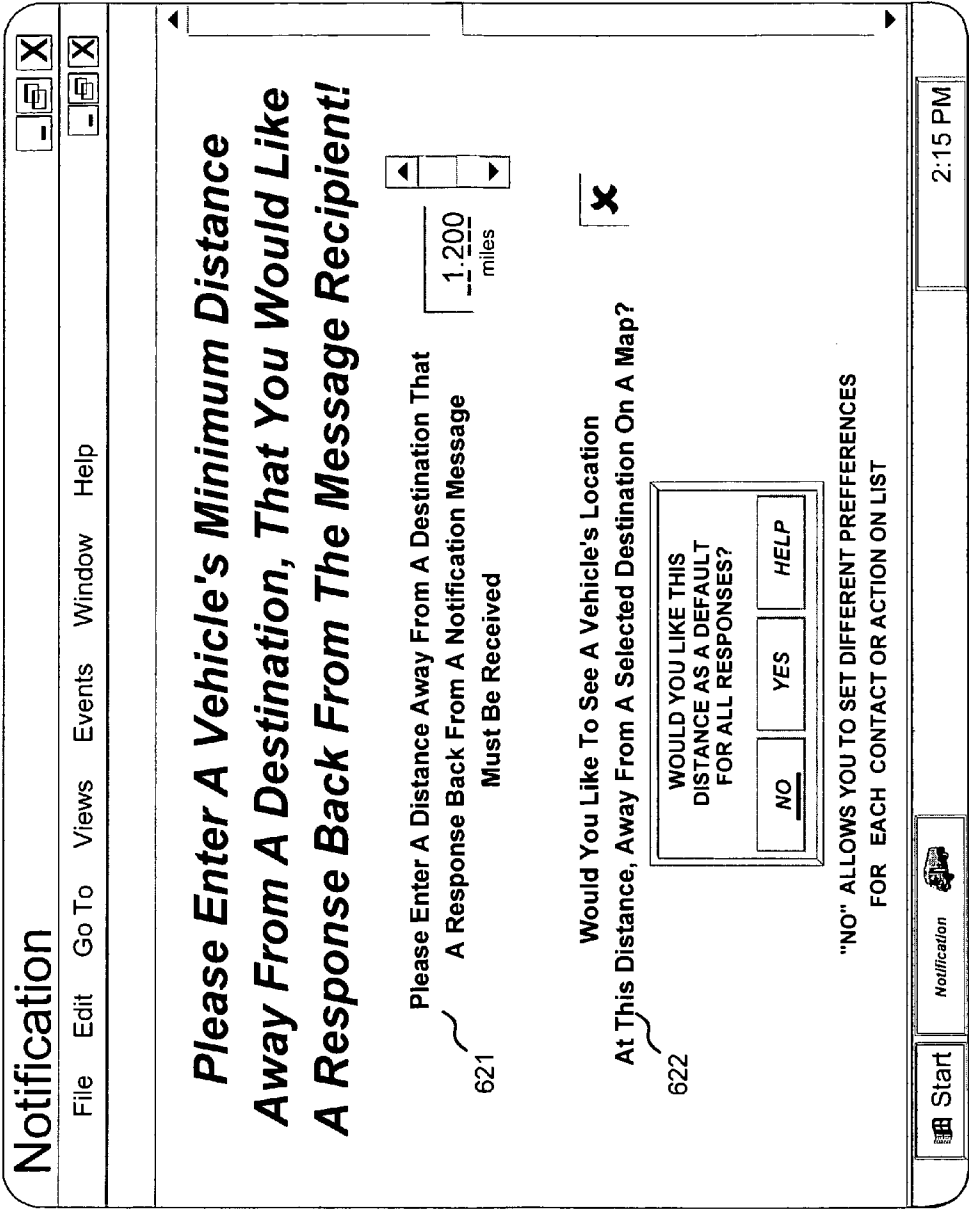 Notification
File Edit Go To Views Events Window Help
Please Enter A Vehicle's Minimum Distance
Away From A Destination, That You Would Like
A Response Back From The Message Recipient!
Please Enter A Distance Away From A Destination That
A Response Back From A Notification Message
Must Be Received
1.200
miles
621
Would You Like To See A Vehicle's Location
At This Distance, Away From A Selected Destination On A Map?
622
WOULD YOU LIKE THIS
DISTANCE AS A DEFAULT
FOR ALL RESPONSES?
NO YES HELP
"NO" ALLOWS YOU TO SET DIFFERENT PREFFERENCES
FOR EACH CONTACT OR ACTION ON LIST
Start Notification 2:15 PM